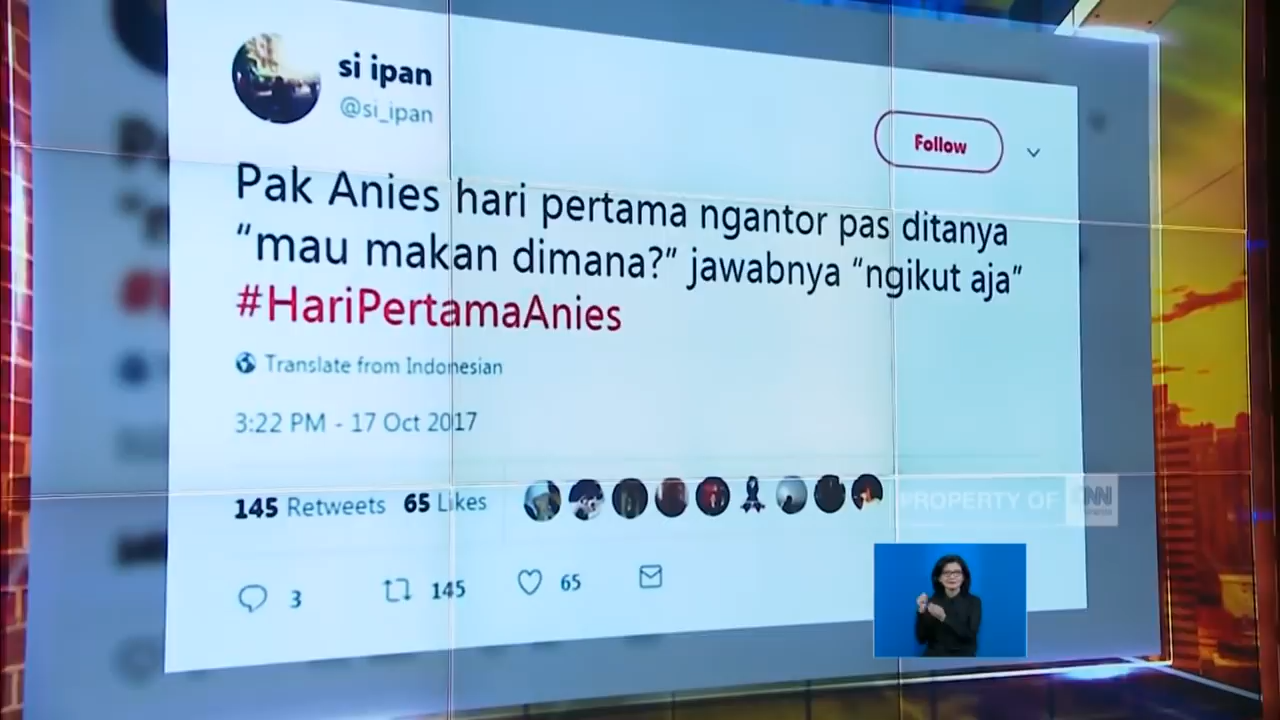 si ipan
@si_ipan
Follow
Pak Anies hari pertama ngantor pas ditanya
“mau makan dimana?” jawabnya “ngikut aja”
#HariPertamaAnies
Translate from Indonesian
3:22 PM - 17 Oct 2017
145 Retweets 65 Likes
PROPERTY OF CNN
3 145 65